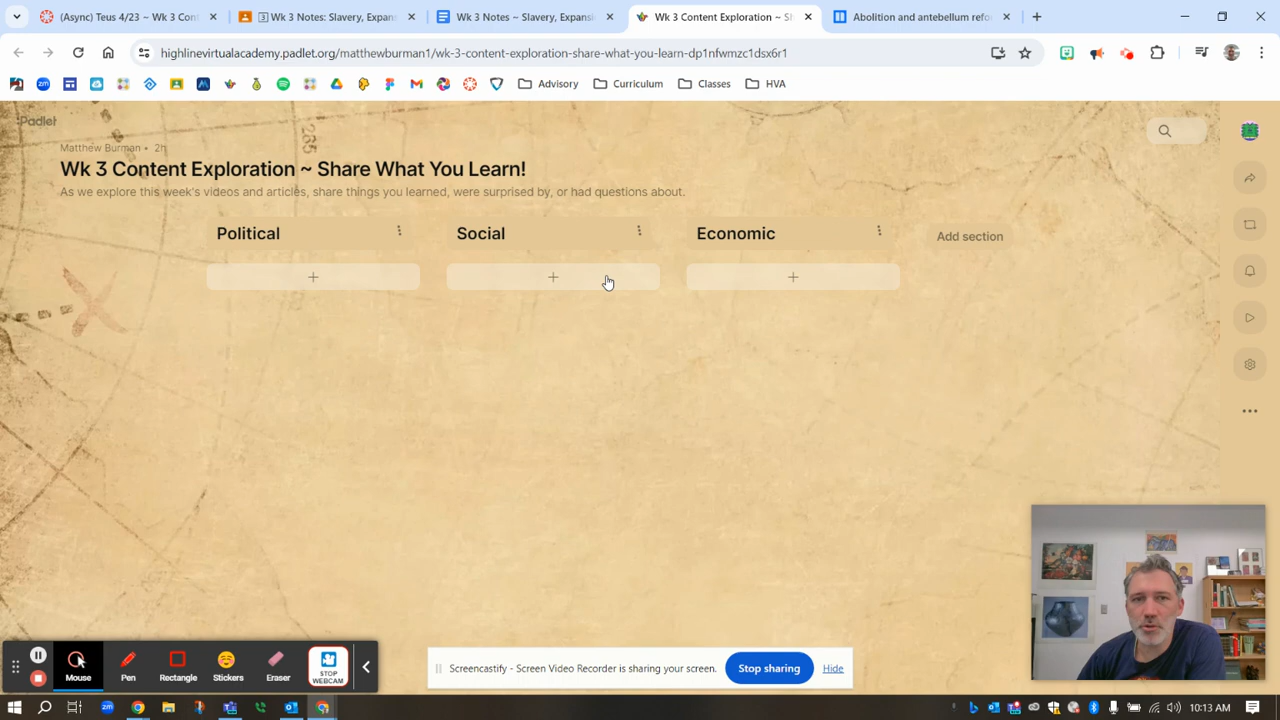 (Async) Teus 4/23 ~ Wk 3 Cont
Wk 3 Notes: Slavery, Expan
Wk 3 Notes ~ Slavery, Expansi
Wk 3 Content Exploration ~ Sh
Abolition and antebellum refo
highlinevirtualacademy.padlet.org/matthewburman1/wk-3-content-exploration-share-what-you-learn-dp1nfwmzc1dsx6r1
Advisory
Curriculum
Classes
HVA
:Padlet
285
Matthew Burman • 2h
Wk 3 Content Exploration ~ Share What You Learn!
As we explore this week's videos and articles, share things you learned, were surprised by, or had questions about.
Political
Social
Economic
Add section
Mouse
Pen
Rectangle
Stickers
Eraser
STOP WEBCAM
Screencastify - Screen Video Recorder is sharing your screen.
Stop sharing
Hide
10:13 AM